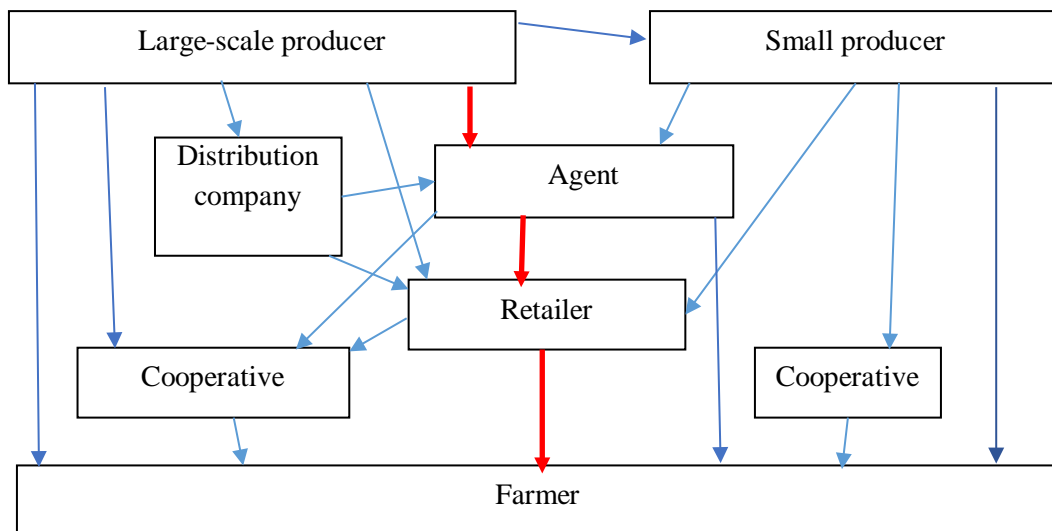 Large-scale producer
Small producer
Distribution
company
Agent
Retailer
Cooperative
Cooperative
Farmer